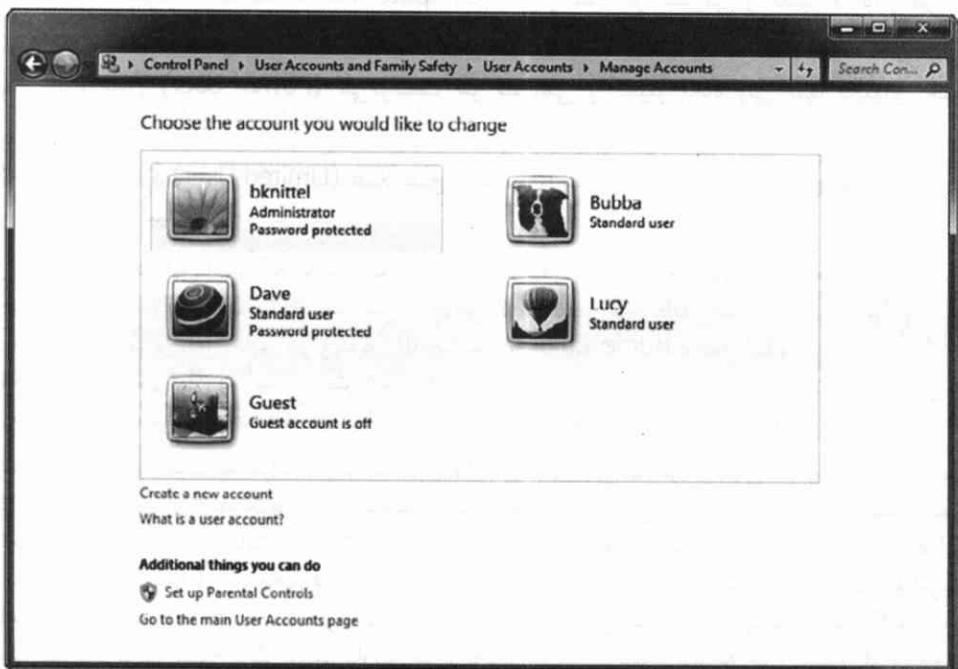 Control Panel ▸ User Accounts and Family Safety ▸ User Accounts ▸ Manage Accounts
Search Con...
Choose the account you would like to change
bknittel
Administrator
Password protected
Bubba
Standard user
Dave
Standard user
Password protected
Lucy
Standard user
Guest
Guest account is off
Create a new account
What is a user account?
Additional things you can do
Set up Parental Controls
Go to the main User Accounts page